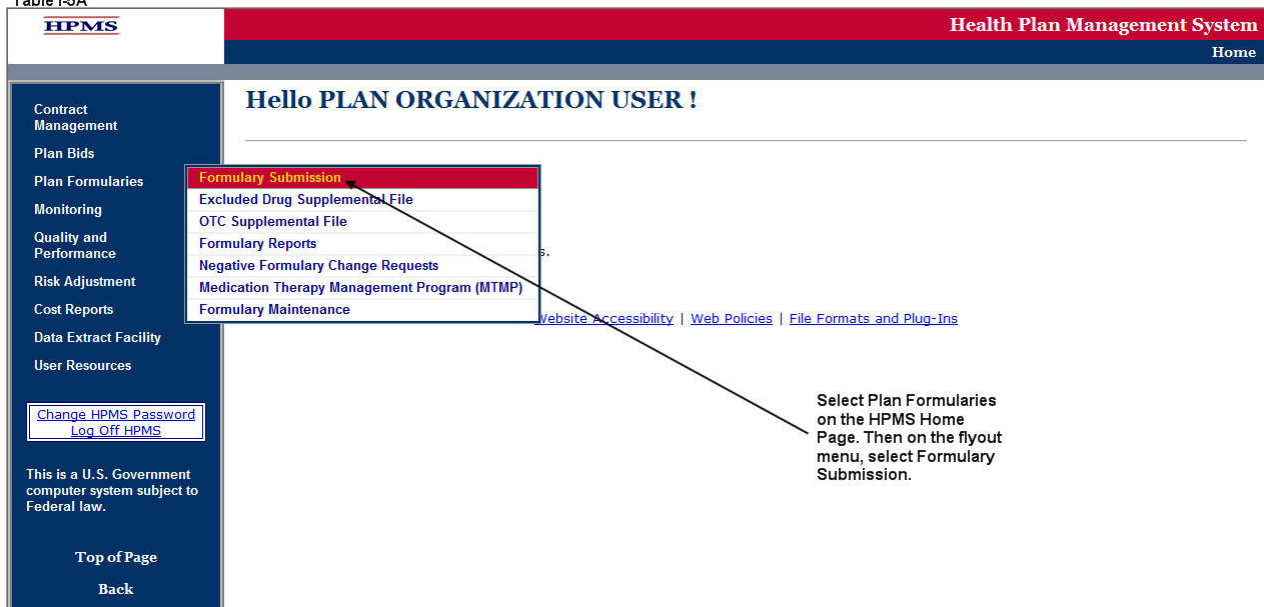 Table I-5A
HPMS
Health Plan Management System
Home
Contract
Management
Plan Bids
Plan Formularies
Monitoring
Quality and
Performance
Risk Adjustment
Cost Reports
Data Extract Facility
User Resources
Change HPMS Password
Log Off HPMS
This is a U.S. Government
computer system subject to
Federal law.
Top of Page
Back
Hello PLAN ORGANIZATION USER !
Formulary Submission
Excluded Drug Supplemental File
OTC Supplemental File
Formulary Reports
Negative Formulary Change Requests
Medication Therapy Management Program (MTMP)
Formulary Maintenance
s.
Website Accessibility | Web Policies | File Formats and Plug-Ins
Select Plan Formularies
on the HPMS Home
Page. Then on the flyout
menu, select Formulary
Submission.